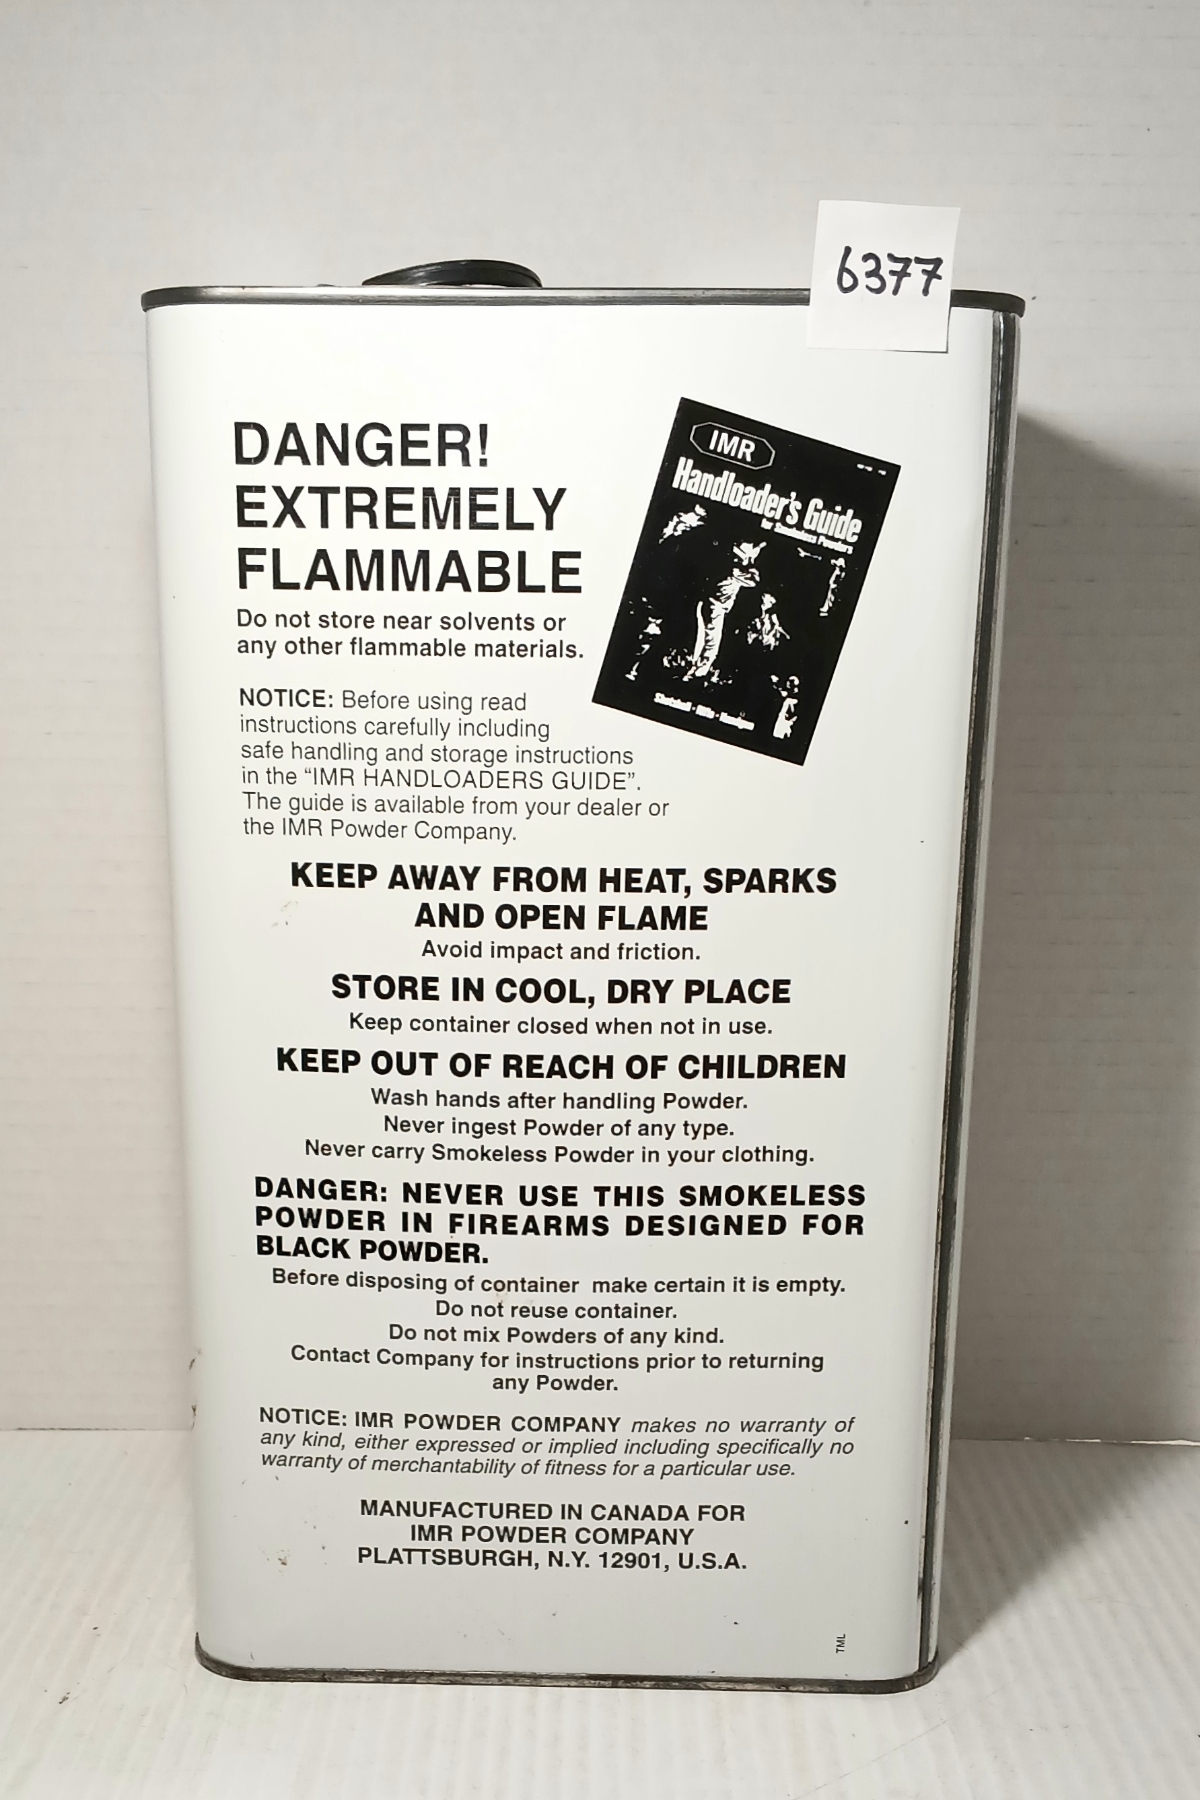 6377
DANGER!
EXTREMELY
FLAMMABLE
Do not store near solvents or
any other flammable materials.
IMR
Handloader's Guide
for Smokeless Powders
Shotshell • Rifle • Handgun
NOTICE: Before using read
instructions carefully including
safe handling and storage instructions
in the “IMR HANDLOADERS GUIDE”.
The guide is available from your dealer or
the IMR Powder Company.
KEEP AWAY FROM HEAT, SPARKS
AND OPEN FLAME
Avoid impact and friction.
STORE IN COOL, DRY PLACE
Keep container closed when not in use.
KEEP OUT OF REACH OF CHILDREN
Wash hands after handling Powder.
Never ingest Powder of any type.
Never carry Smokeless Powder in your clothing.
DANGER: NEVER USE THIS SMOKELESS
POWDER IN FIREARMS DESIGNED FOR
BLACK POWDER.
Before disposing of container make certain it is empty.
Do not reuse container.
Do not mix Powders of any kind.
Contact Company for instructions prior to returning
any Powder.
NOTICE: IMR POWDER COMPANY makes no warranty of
any kind, either expressed or implied including specifically no
warranty of merchantability of fitness for a particular use.
MANUFACTURED IN CANADA FOR
IMR POWDER COMPANY
PLATTSBURGH, N.Y. 12901, U.S.A.
TML